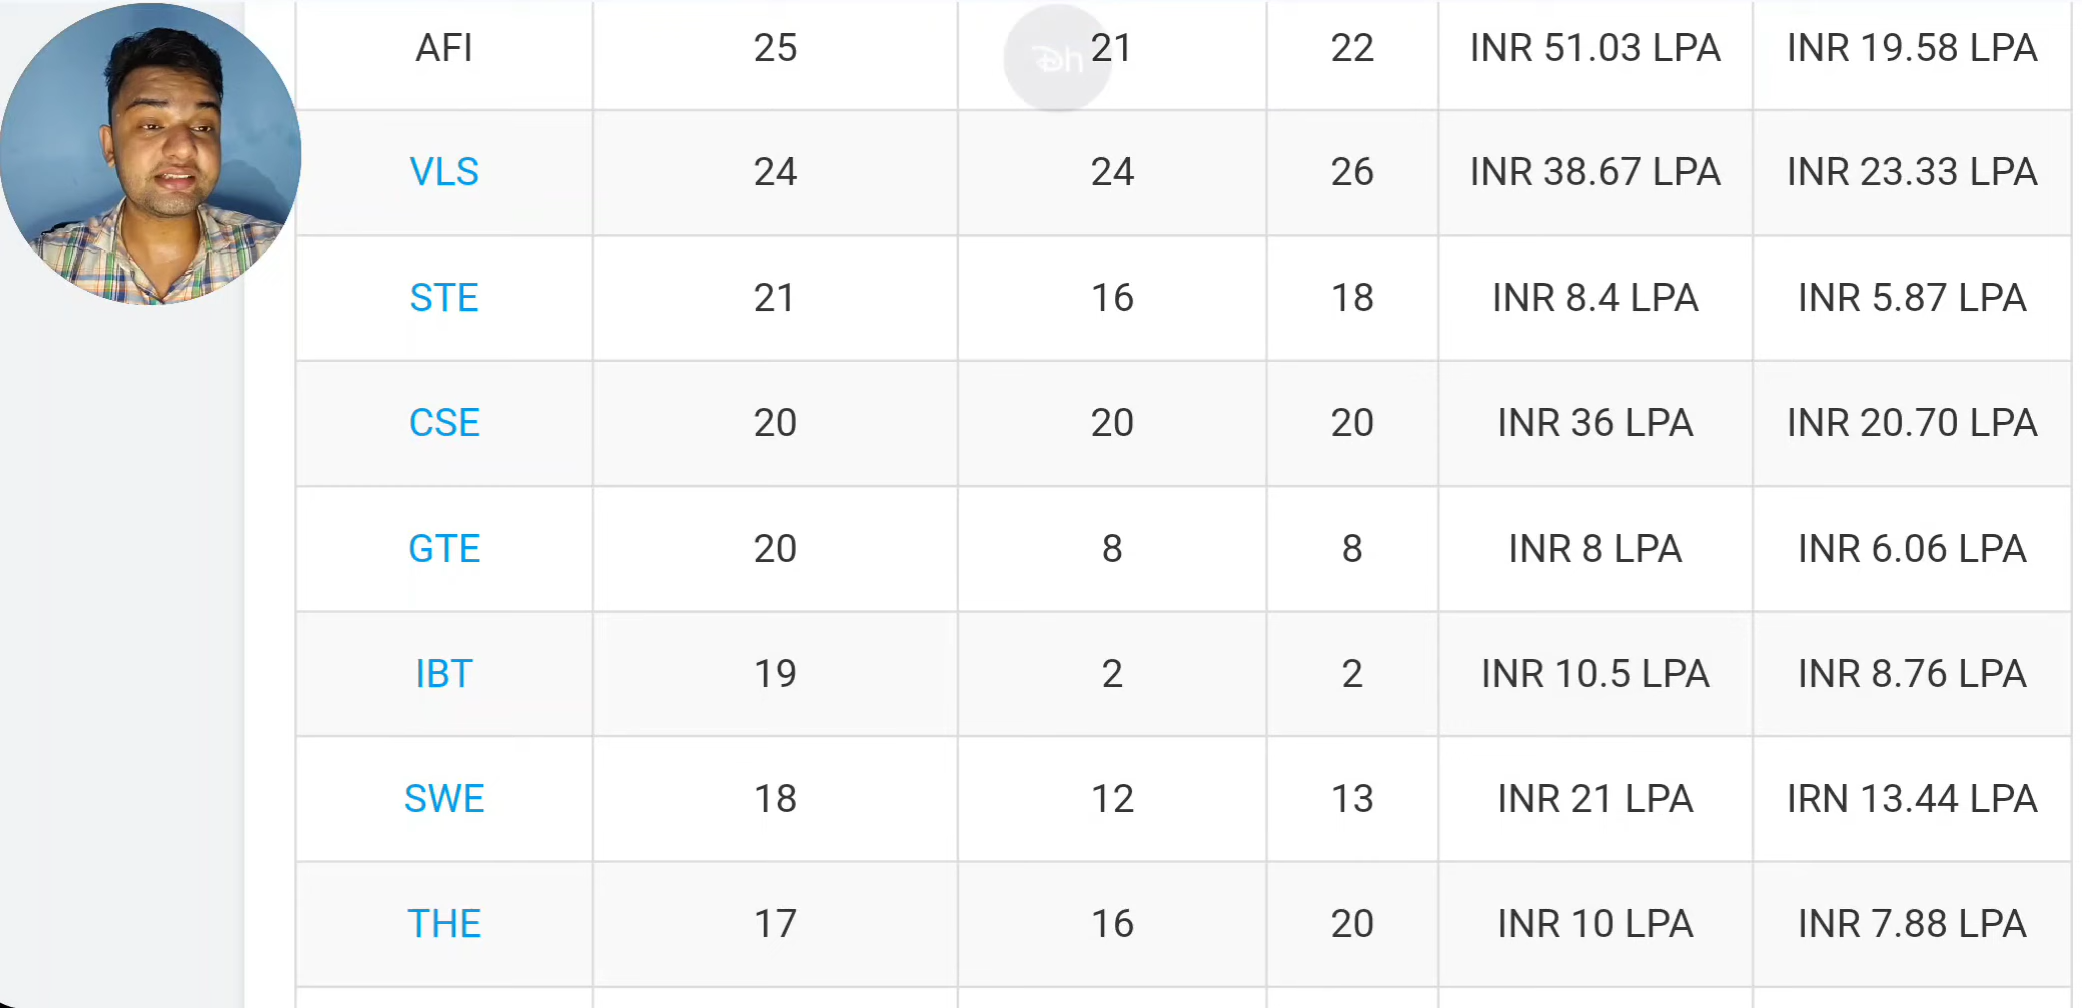 AFI 25 21 22 INR 51.03 LPA INR 19.58 LPA
VLS 24 24 26 INR 38.67 LPA INR 23.33 LPA
STE 21 16 18 INR 8.4 LPA INR 5.87 LPA
CSE 20 20 20 INR 36 LPA INR 20.70 LPA
GTE 20 8 8 INR 8 LPA INR 6.06 LPA
IBT 19 2 2 INR 10.5 LPA INR 8.76 LPA
SWE 18 12 13 INR 21 LPA IRN 13.44 LPA
THE 17 16 20 INR 10 LPA INR 7.88 LPA